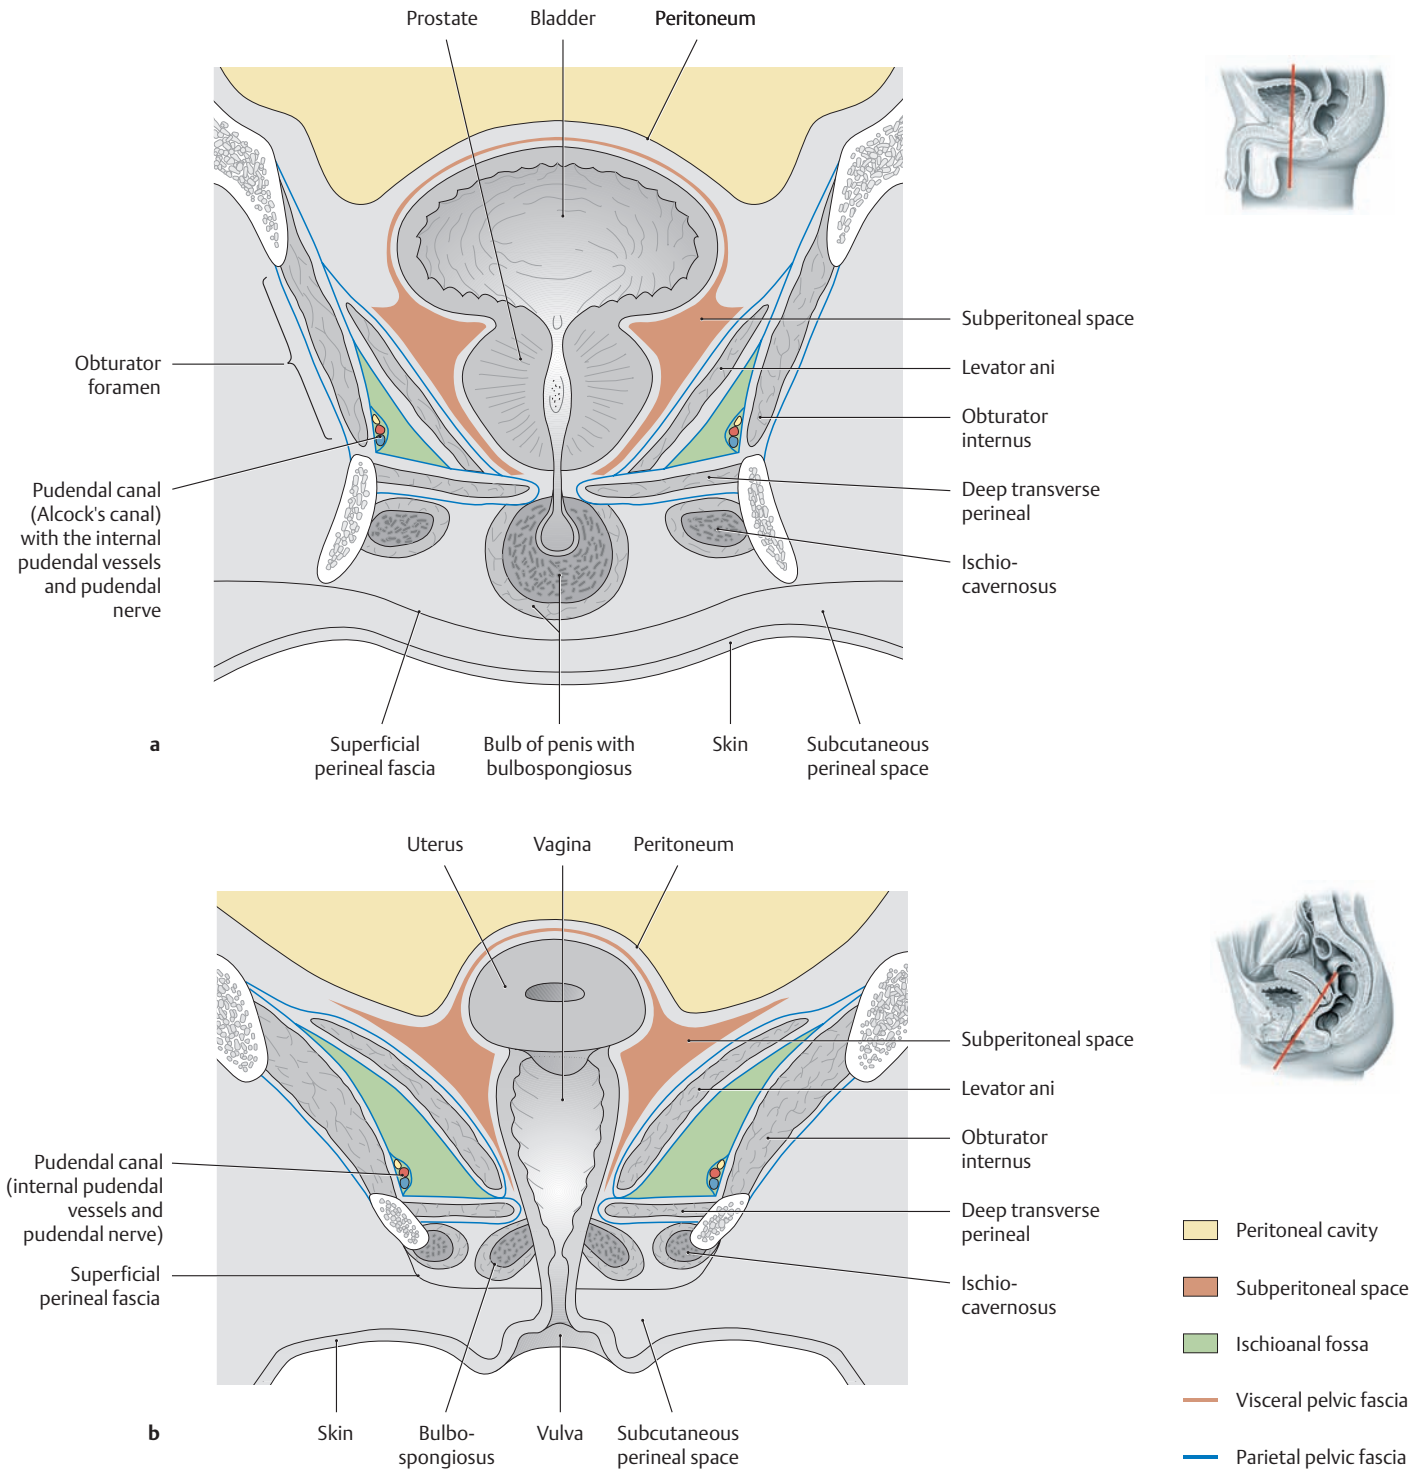 Prostate
Bladder
Peritoneum
Subperitoneal space
Levator ani
Obturator
internus
Deep transverse
perineal
Ischio-
cavernosus
Obturator
foramen
Pudendal canal
(Alcock's canal)
with the internal
pudendal vessels
and pudendal
nerve
a
Superficial
perineal fascia
Bulb of penis with
bulbospongiosus
Skin
Subcutaneous
perineal space
Uterus
Vagina
Peritoneum
Subperitoneal space
Levator ani
Obturator
internus
Deep transverse
perineal
Ischio-
cavernosus
Pudendal canal
(internal pudendal
vessels and
pudendal nerve)
Superficial
perineal fascia
b
Skin
Bulbo-
spongiosus
Vulva
Subcutaneous
perineal space
Peritoneal cavity
Subperitoneal space
Ischioanal fossa
Visceral pelvic fascia
Parietal pelvic fascia